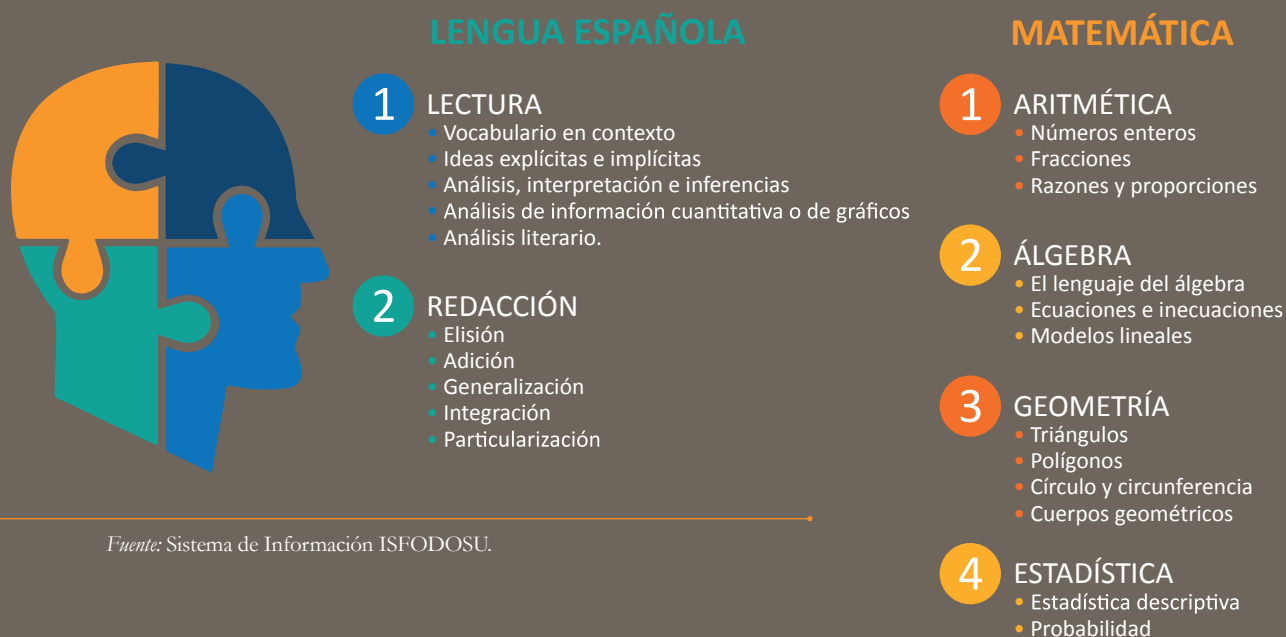 LENGUA ESPAÑOLA
1 LECTURA
• Vocabulario en contexto
• Ideas explícitas e implícitas
• Análisis, interpretación e inferencias
• Análisis de información cuantitativa o de gráficos
• Análisis literario.
2 REDACCIÓN
• Elisión
• Adición
• Generalización
• Integración
• Particularización
Fuente: Sistema de Información ISFODOSU.
MATEMÁTICA
1 ARITMÉTICA
• Números enteros
• Fracciones
• Razones y proporciones
2 ÁLGEBRA
• El lenguaje del álgebra
• Ecuaciones e inecuaciones
• Modelos lineales
3 GEOMETRÍA
• Triángulos
• Polígonos
• Círculo y circunferencia
• Cuerpos geométricos
4 ESTADÍSTICA
• Estadística descriptiva
• Probabilidad